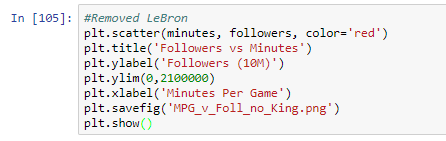 In [105]: #Removed LeBron
plt.scatter(minutes, followers, color='red')
plt.title('Followers vs Minutes')
plt.ylabel('Followers (10M)')
plt.ylim(0,2100000)
plt.xlabel('Minutes Per Game')
plt.savefig('MPG_v_Foll_no_King.png')
plt.show()